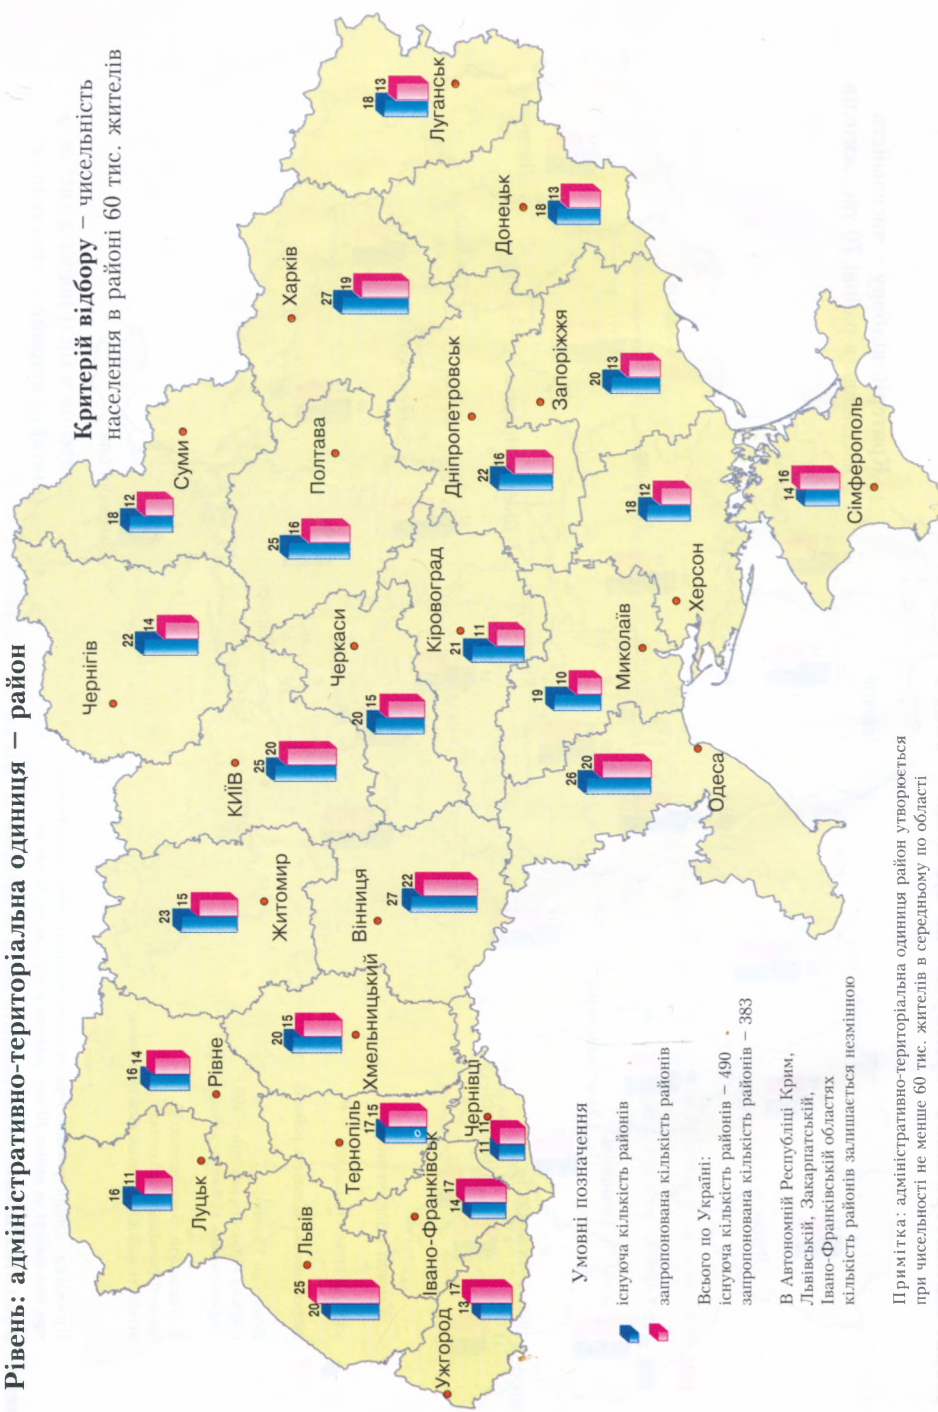 Рівень: адміністративно-територіальна одиниця – район
Критерій відбору – чисельність
населення в районі 60 тис. жителів
Луцьк
16 11
Рівне
16 14
Житомир
23 15
КИЇВ
25 20
Чернігів
22 14
Суми
18 12
Львів
20 25
Тернопіль
17 15
Хмельницький
20 15
Вінниця
27 22
Черкаси
20 15
Полтава
25 16
Харків
27 19
Луганськ
18 13
Ужгород
13 17
Івано-Франківськ
14 17
Чернівці
11 11
Кіровоград
21 11
Дніпропетровськ
22 16
Донецьк
18 13
Запоріжжя
20 13
Одеса
26 20
Миколаїв
19 10
Херсон
18 12
Сімферополь
14 16
Умовні позначення
існуюча кількість районів
запропонована кількість районів
Всього по Україні:
існуюча кількість районів – 490
запропонована кількість районів – 383
В Автономній Республіці Крим,
Львівській, Закарпатській,
Івано-Франківській областях
кількість районів залишається незмінною
Примітка: адміністративно-територіальна одиниця район утворюється
при чисельності не менше 60 тис. жителів в середньому по області